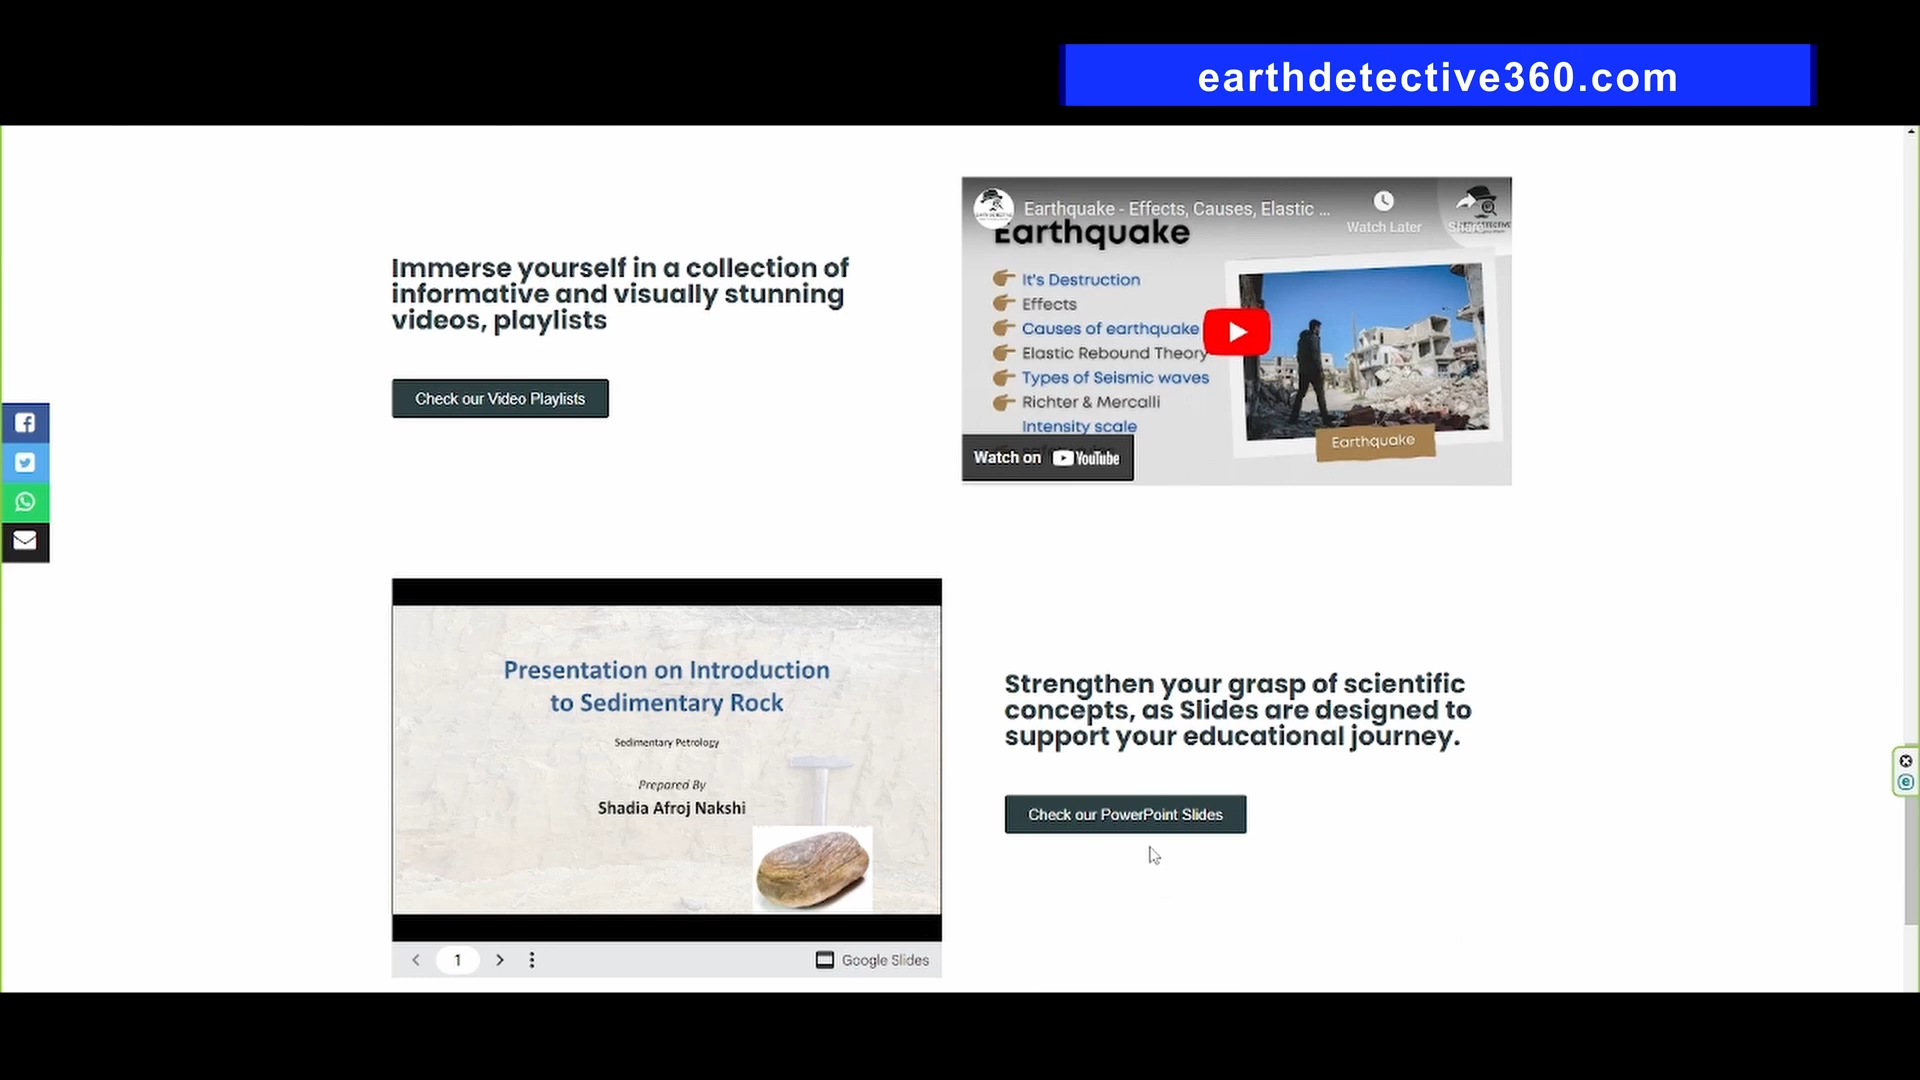 earthdetective360.com
Immerse yourself in a collection of
informative and visually stunning
videos, playlists
Check our Video Playlists
Earthquake - Effects, Causes, Elastic ...
Watch Later
Share
Earthquake
It's Destruction
Effects
Causes of earthquake
Elastic Rebound Theory
Types of Seismic waves
Richter & Mercalli
Intensity scale
Earthquake
Watch on YouTube
Presentation on Introduction
to Sedimentary Rock
Sedimentary Petrology
Prepared By
Shadia Afroj Nakshi
1
Google Slides
Strengthen your grasp of scientific
concepts, as Slides are designed to
support your educational journey.
Check our PowerPoint Slides